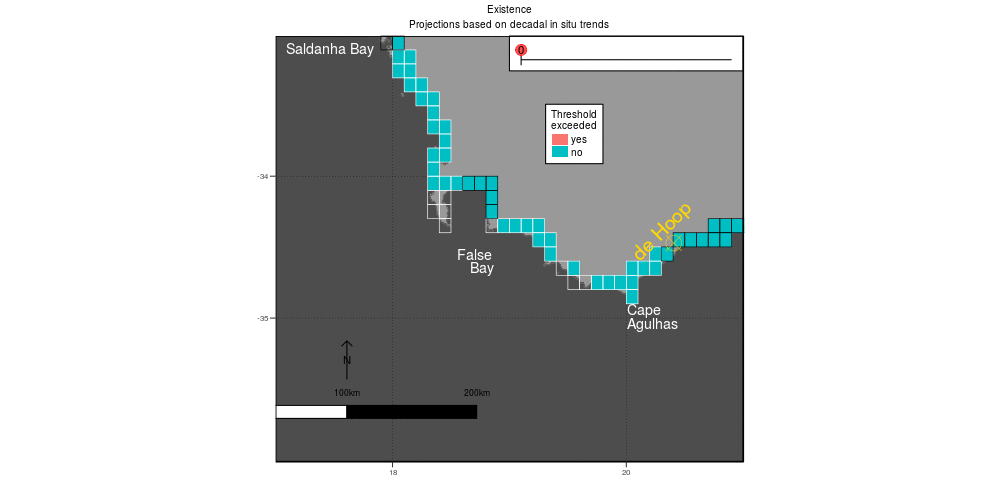 Existence
Projections based on decadal in situ trends
Saldanha Bay
0
Threshold
exceeded
yes
no
-34
de Hoop
False
Bay
Cape
Agulhas
-35
N
100km
200km
18
20